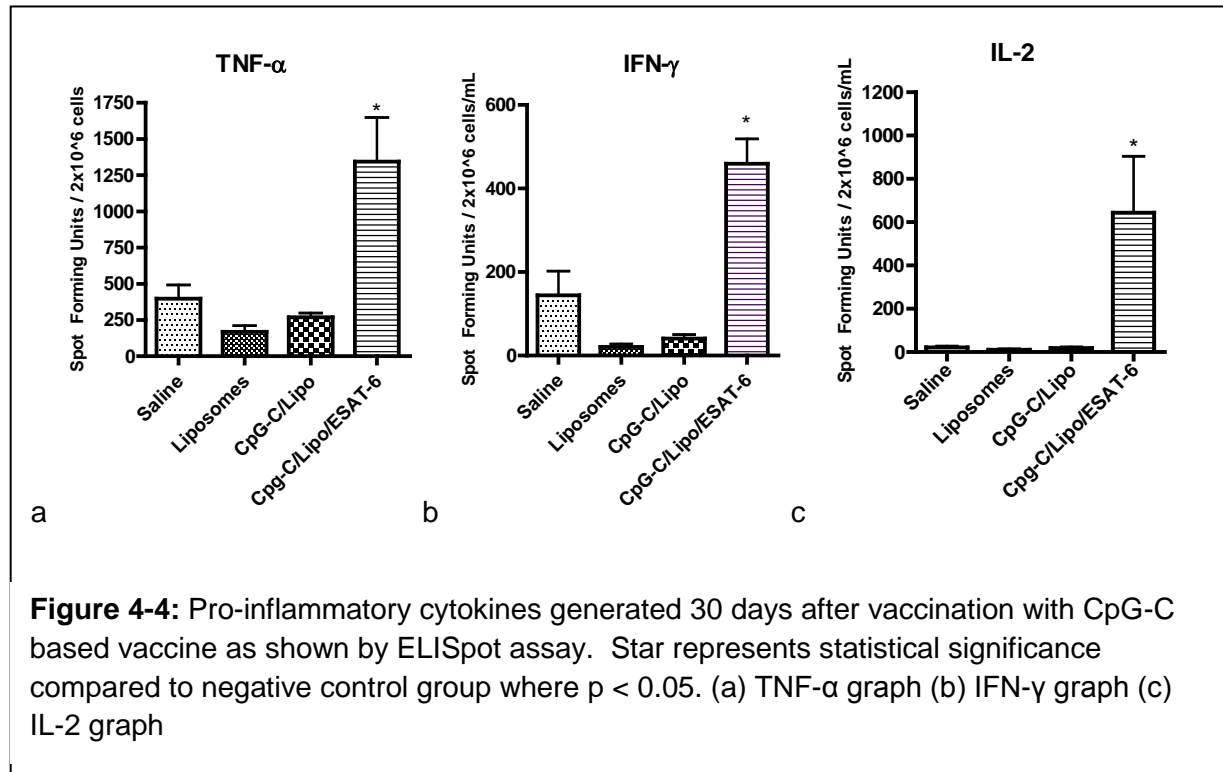 TNF-α
Spot Forming Units / 2x10^6 cells
1750
1500
1250
1000
750
500
250
0
*
Saline
Liposomes
CpG-C/Lipo
Cpg-C/Lipo/ESAT-6
a
IFN-γ
Spot Forming Units / 2x10^6 cells/mL
600
400
200
0
*
Saline
Liposomes
CpG-C/Lipo
CpG-C/Lipo/ESAT-6
b
IL-2
Spot Forming Units / 2x10^6 cells/mL
1200
1000
800
600
400
200
0
*
Saline
Liposomes
CpG-C/Lipo
Cpg-C/Lipo/ESAT-6
c
Figure 4-4: Pro-inflammatory cytokines generated 30 days after vaccination with CpG-C
based vaccine as shown by ELISpot assay.  Star represents statistical significance
compared to negative control group where p < 0.05. (a) TNF-α graph (b) IFN-γ graph (c)
IL-2 graph